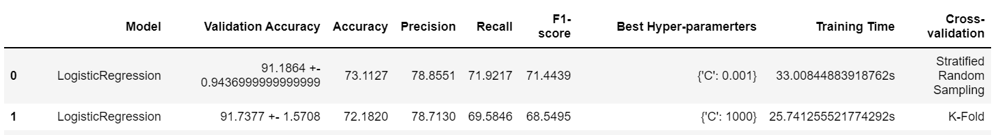 Model Validation Accuracy Accuracy Precision Recall F1-score Best Hyper-paramerters Training Time Cross-validation
0 LogisticRegression 91.1864 +- 0.9436999999999999 73.1127 78.8551 71.9217 71.4439 {'C': 0.001} 33.00844883918762s Stratified Random Sampling
1 LogisticRegression 91.7377 +- 1.5708 72.1820 78.7130 69.5846 68.5495 {'C': 1000} 25.741255521774292s K-Fold